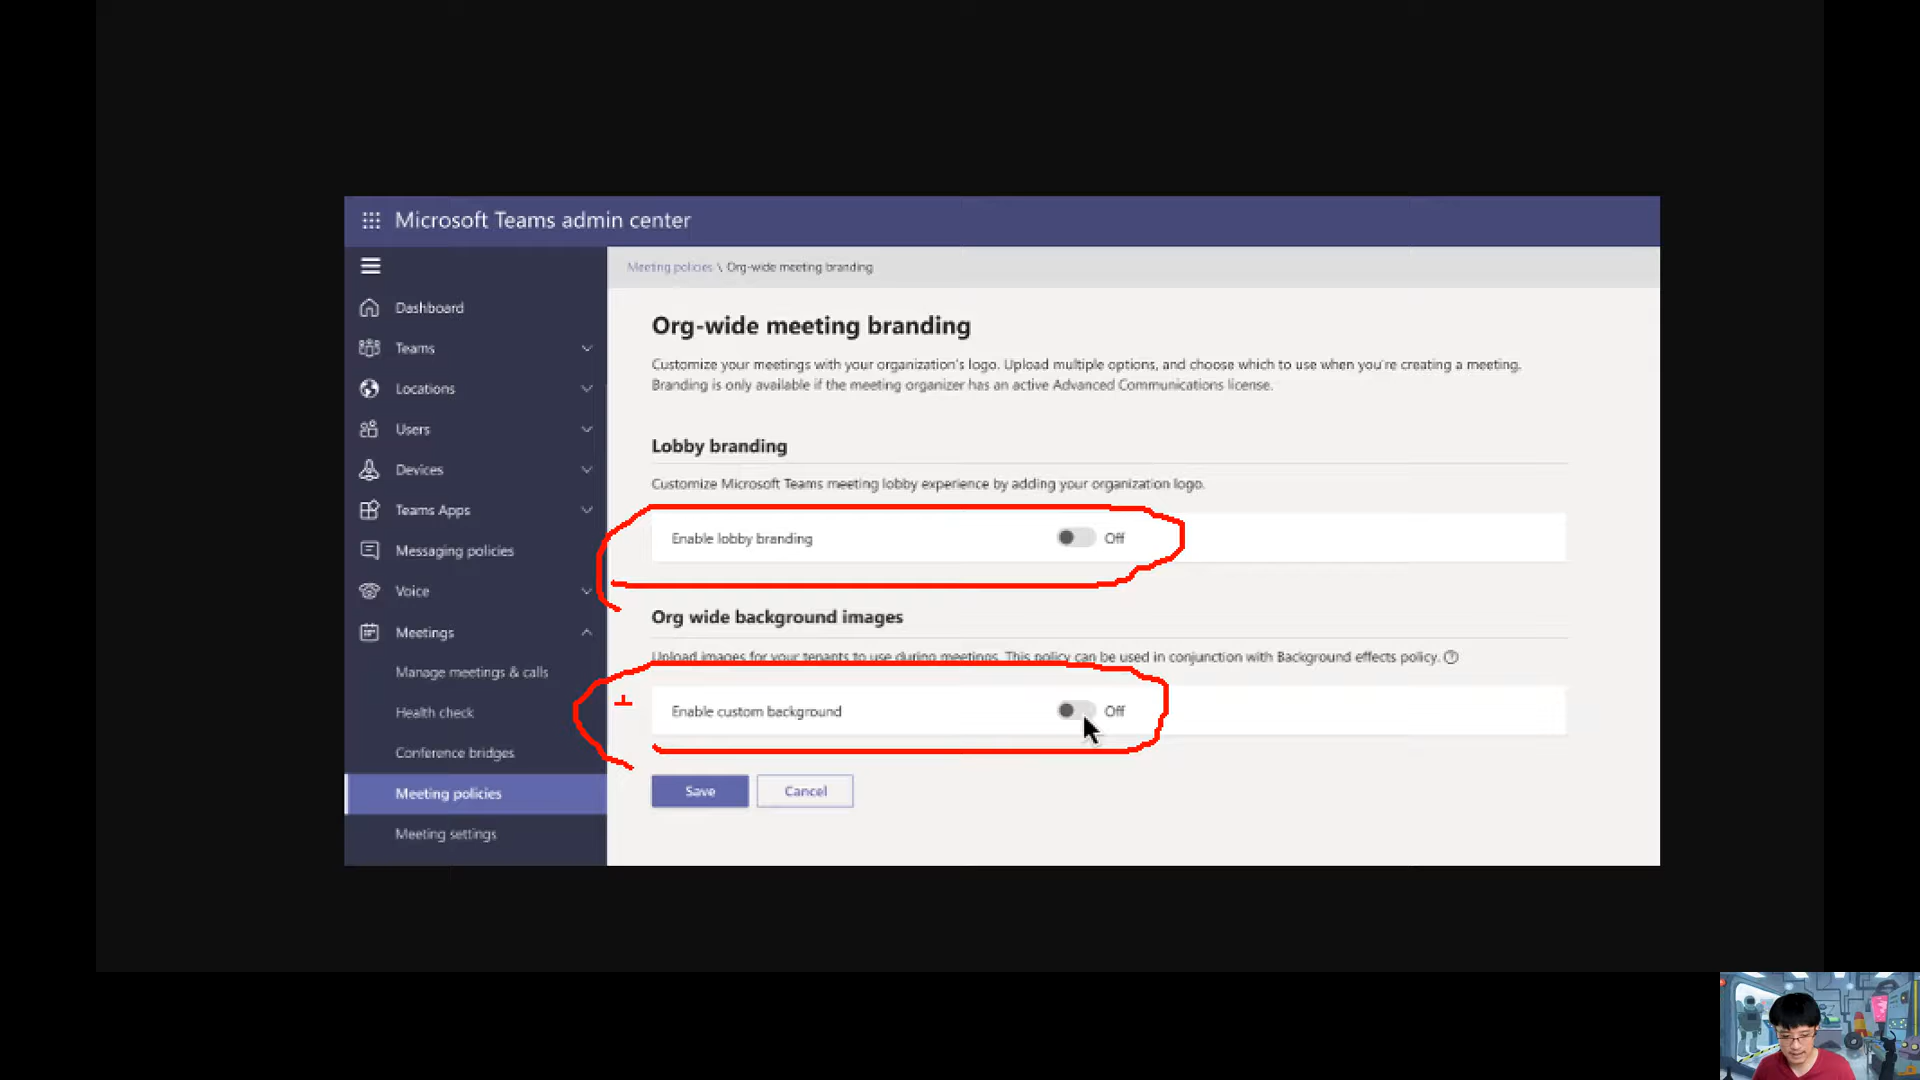 Microsoft Teams admin center
Meeting policies \ Org-wide meeting branding
Dashboard
Teams
Locations
Users
Devices
Teams Apps
Messaging policies
Voice
Meetings
Manage meetings & calls
Health check
Conference bridges
Meeting policies
Meeting settings
Org-wide meeting branding
Customize your meetings with your organization's logo. Upload multiple options, and choose which to use when you're creating a meeting.
Branding is only available if the meeting organizer has an active Advanced Communications license.
Lobby branding
Customize Microsoft Teams meeting lobby experience by adding your organization logo.
Enable lobby branding Off
Org wide background images
Upload images for your tenants to use during meetings. This policy can be used in conjunction with Background effects policy.
Enable custom background Off
Save Cancel